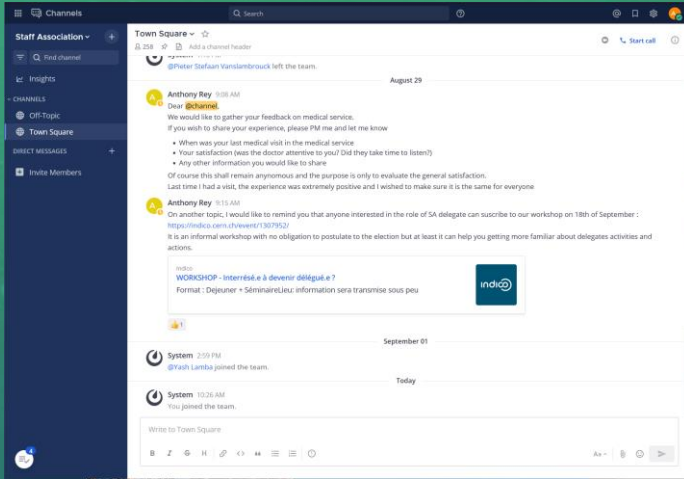 Channels
Search
Staff Association
Find channel
Insights
CHANNELS
Off-Topic
Town Square
DIRECT MESSAGES
Invite Members
4
Town Square
258
Add a channel header
Start call
System
@Pieter Stefaan Vanslambrouck left the team.
August 29
A
Anthony Rey 9:08 AM
Dear @channel,
We would like to gather your feedback on medical service.
If you wish to share your experience, please PM me and let me know
• When was your last medical visit in the medical service
• Your satisfaction (was the doctor attentive to you? Did they take time to listen?)
• Any other information you would like to share
Of course this shall remain anynomous and the purpose is only to evaluate the general satisfaction.
Last time I had a visit, the experience was extremely positive and I wished to make sure it is the same for everyone
A
Anthony Rey 9:15 AM
On another topic, I would like to remind you that anyone interested in the role of SA delegate can suscribe to our workshop on 18th of September :
https://indico.cern.ch/event/1307952/
It is an informal workshop with no obligation to postulate to the election but at least it can help you getting more familiar about delegates activities and
actions.
Indico
WORKSHOP - Interrésé.e à devenir délégué.e ?
Format : Dejeuner + SéminaireLieu: information sera transmise sous peu
indico
1
September 01
System 2:59 PM
@Yash Lamba joined the team.
Today
System 10:26 AM
You joined the team.
Write to Town Square
B I S H
Aa